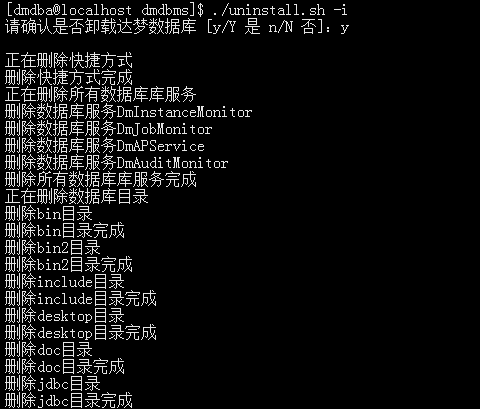 [dmdba@localhost dmdbms]$ ./uninstall.sh -i
请确认是否卸载达梦数据库 [y/Y 是 n/N 否]: y
正在删除快捷方式
删除快捷方式完成
正在删除所有数据库库服务
删除数据库服务DmInstanceMonitor
删除数据库服务DmJobMonitor
删除数据库服务DmAPService
删除数据库服务DmAuditMonitor
删除所有数据库库服务完成
正在删除数据库目录
删除bin目录
删除bin目录完成
删除bin2目录
删除bin2目录完成
删除include目录
删除include目录完成
删除desktop目录
删除desktop目录完成
删除doc目录
删除doc目录完成
删除jdbc目录
删除jdbc目录完成